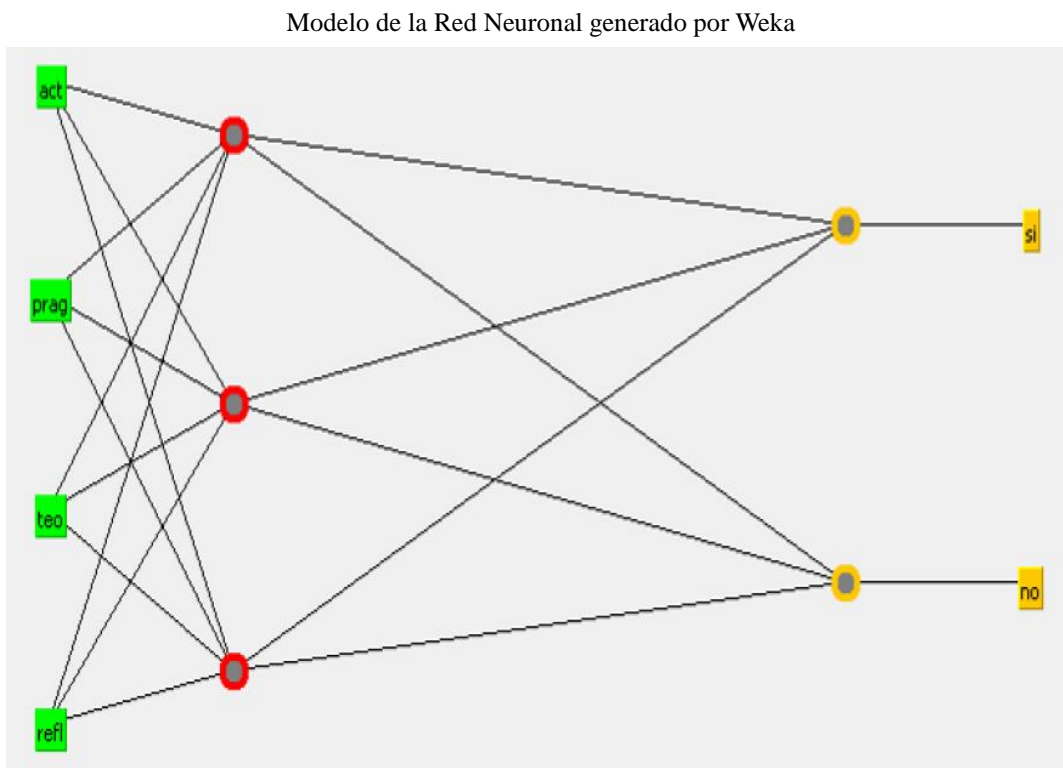 Modelo de la Red Neuronal generado por Weka
act
prag
teo
refl
si
no